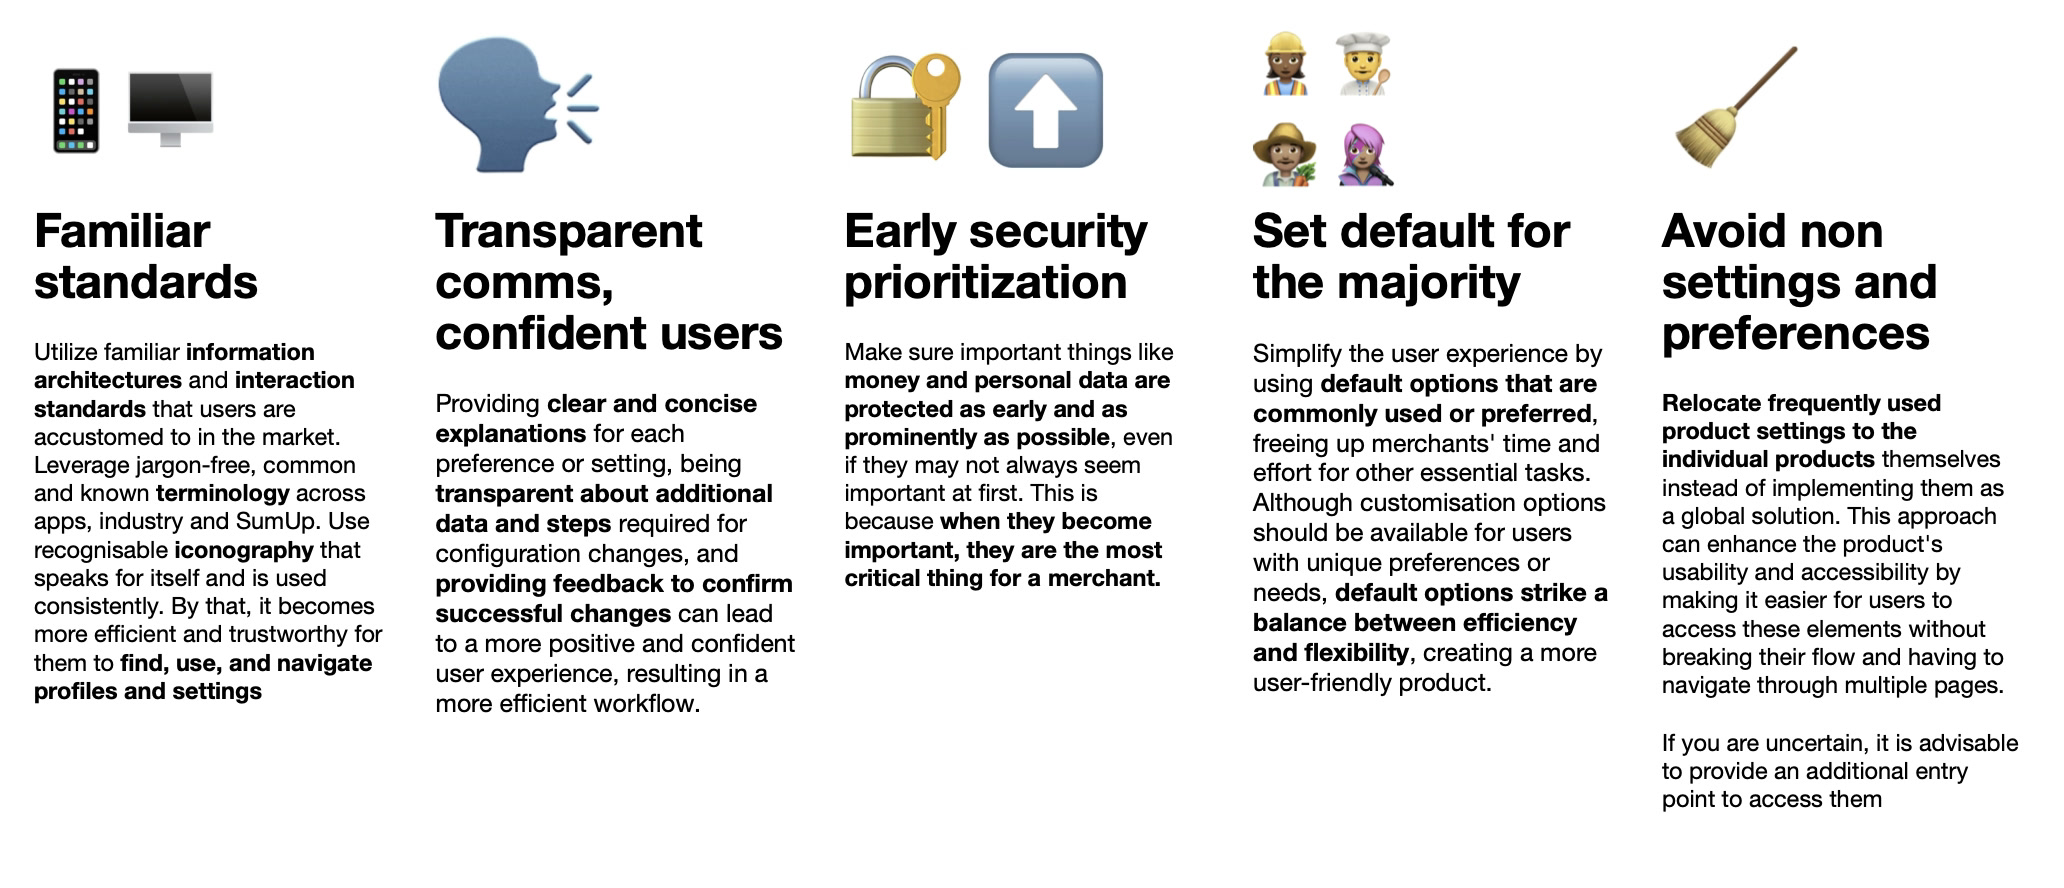 Familiar
standards
Utilize familiar information
architectures and interaction
standards that users are
accustomed to in the market.
Leverage jargon-free, common
and known terminology across
apps, industry and SumUp. Use
recognisable iconography that
speaks for itself and is used
consistently. By that, it becomes
more efficient and trustworthy for
them to find, use, and navigate
profiles and settings
Transparent
comms,
confident users
Providing clear and concise
explanations for each
preference or setting, being
transparent about additional
data and steps required for
configuration changes, and
providing feedback to confirm
successful changes can lead
to a more positive and confident
user experience, resulting in a
more efficient workflow.
Early security
prioritization
Make sure important things like
money and personal data are
protected as early and as
prominently as possible, even
if they may not always seem
important at first. This is
because when they become
important, they are the most
critical thing for a merchant.
Set default for
the majority
Simplify the user experience by
using default options that are
commonly used or preferred,
freeing up merchants' time and
effort for other essential tasks.
Although customisation options
should be available for users
with unique preferences or
needs, default options strike a
balance between efficiency
and flexibility, creating a more
user-friendly product.
Avoid non
settings and
preferences
Relocate frequently used
product settings to the
individual products themselves
instead of implementing them as
a global solution. This approach
can enhance the product's
usability and accessibility by
making it easier for users to
access these elements without
breaking their flow and having to
navigate through multiple pages.
If you are uncertain, it is advisable
to provide an additional entry
point to access them